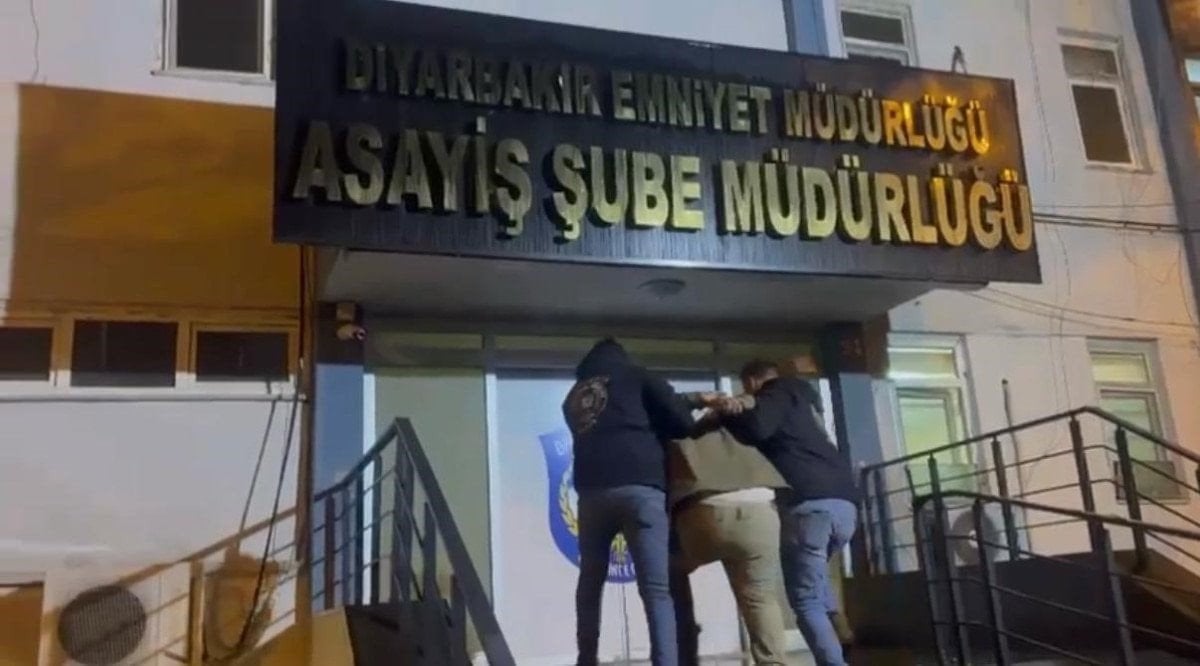 DİYARBAKIR EMNİYET MÜDÜRLÜĞÜ
ASAYİŞ ŞUBE MÜDÜRLÜĞÜ